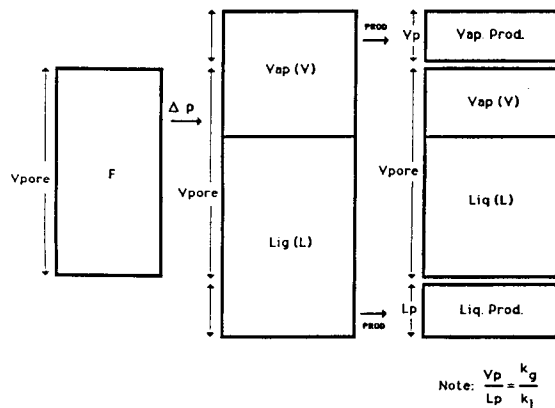 Vpore
F
Δ p
Vap (V)
Vpore
Lig (L)
PROD
PROD
Vp
Vap. Prod.
Vap (V)
Vpore
Liq (L)
Lp
Liq. Prod.
Note: Vp/Lp = kg/kl